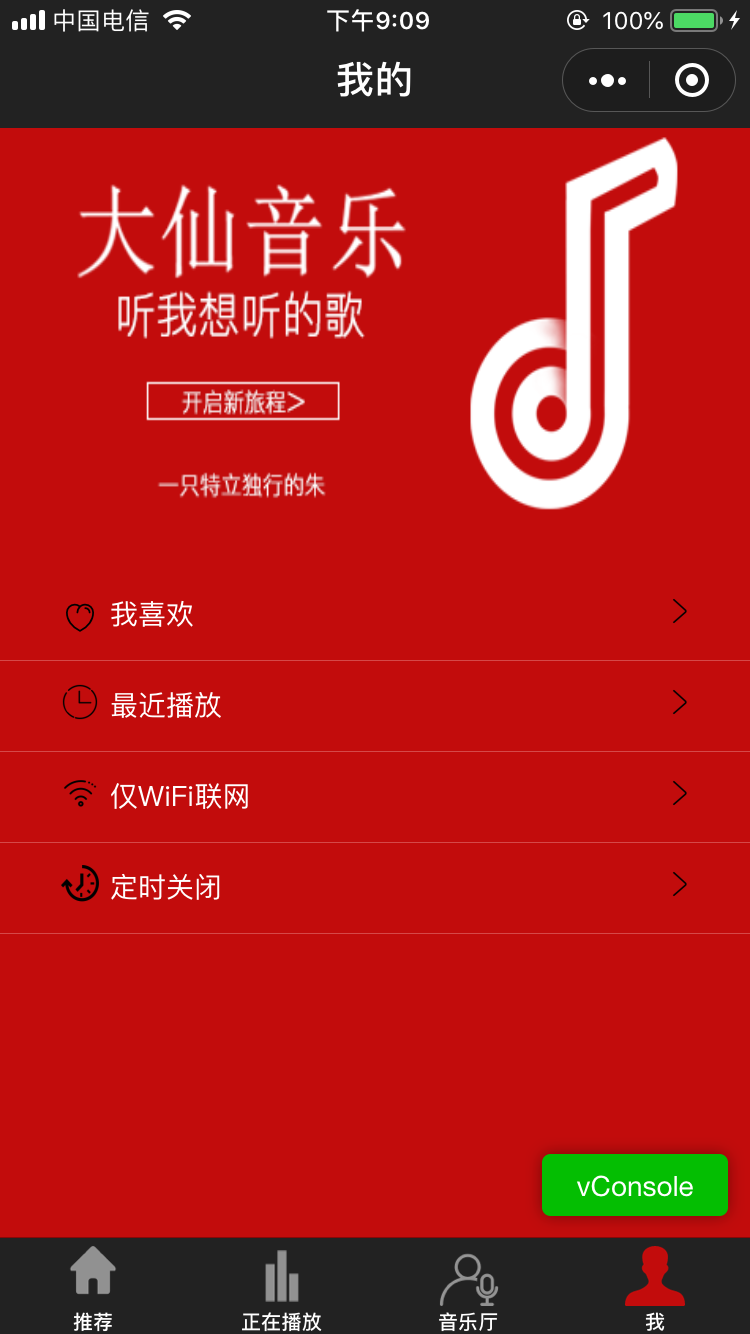 中国电信 下午9:09 100%
我的
大仙音乐
听我想听的歌
开启新旅程>
一只特立独行的朱
我喜欢
最近播放
仅WiFi联网
定时关闭
vConsole
推荐 正在播放 音乐厅 我